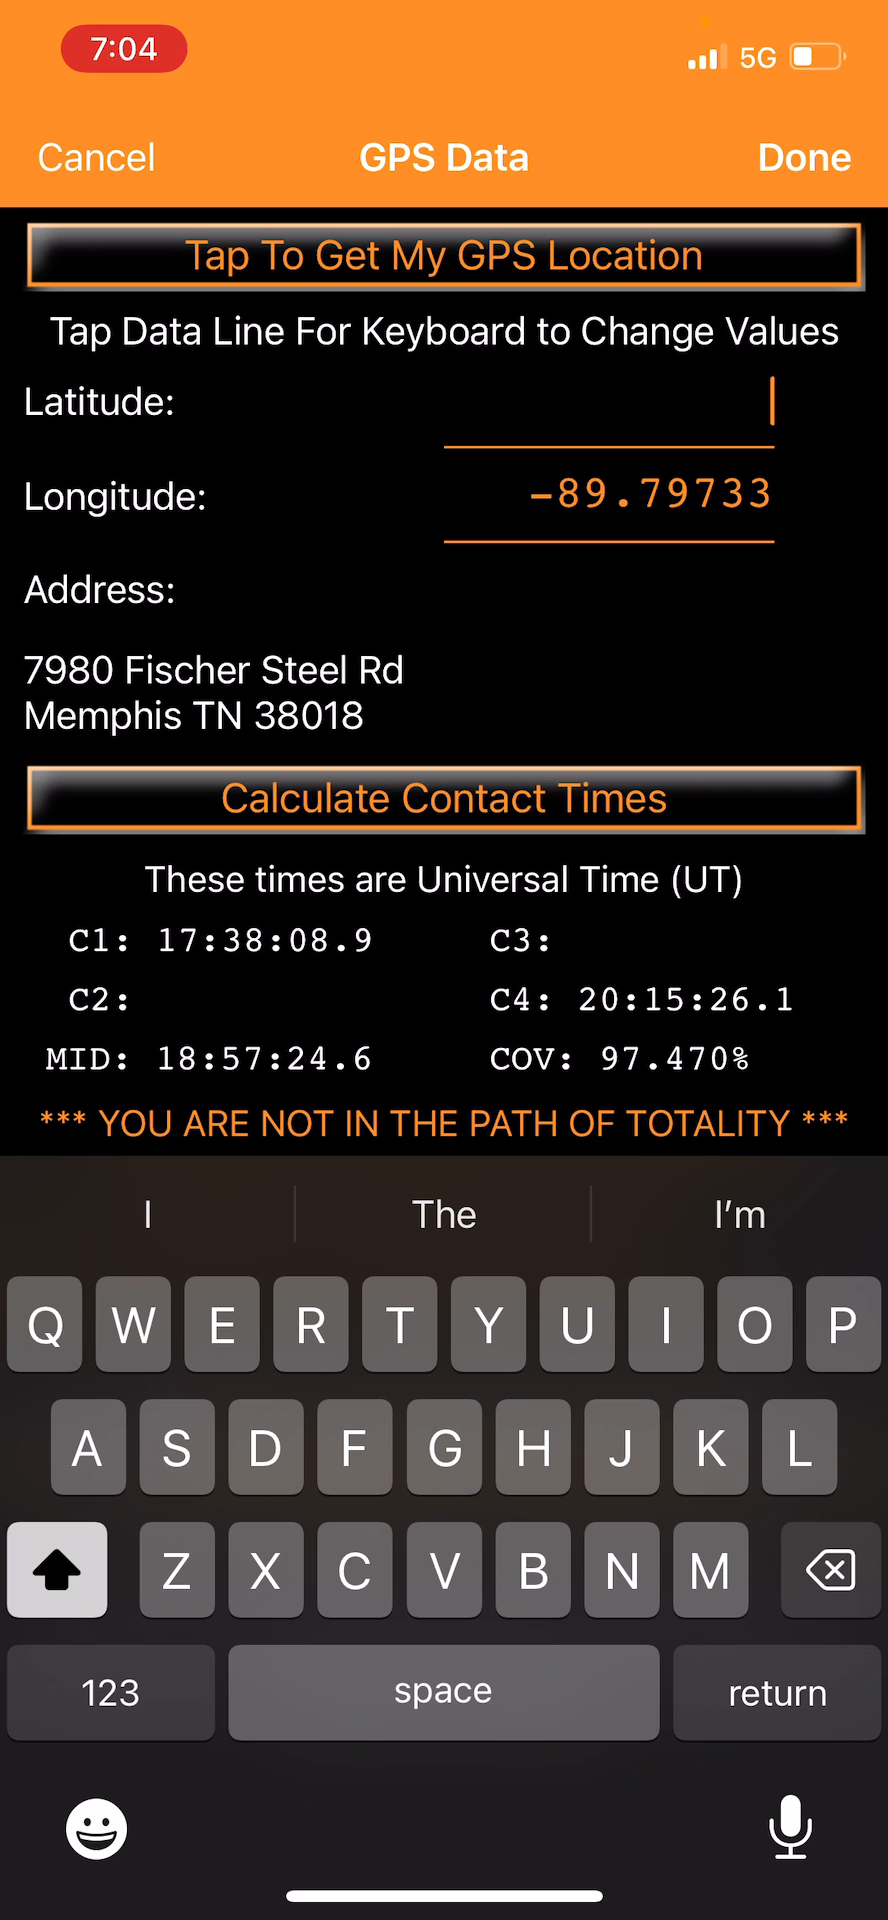 7:04
5G
Cancel GPS Data Done
Tap To Get My GPS Location
Tap Data Line For Keyboard to Change Values
Latitude:
Longitude: -89.79733
Address:
7980 Fischer Steel Rd
Memphis TN 38018
Calculate Contact Times
These times are Universal Time (UT)
C1: 17:38:08.9 C3:
C2: C4: 20:15:26.1
MID: 18:57:24.6 COV: 97.470%
*** YOU ARE NOT IN THE PATH OF TOTALITY ***
I The I'm
Q W E R T Y U I O P
A S D F G H J K L
Z X C V B N M
123 space return